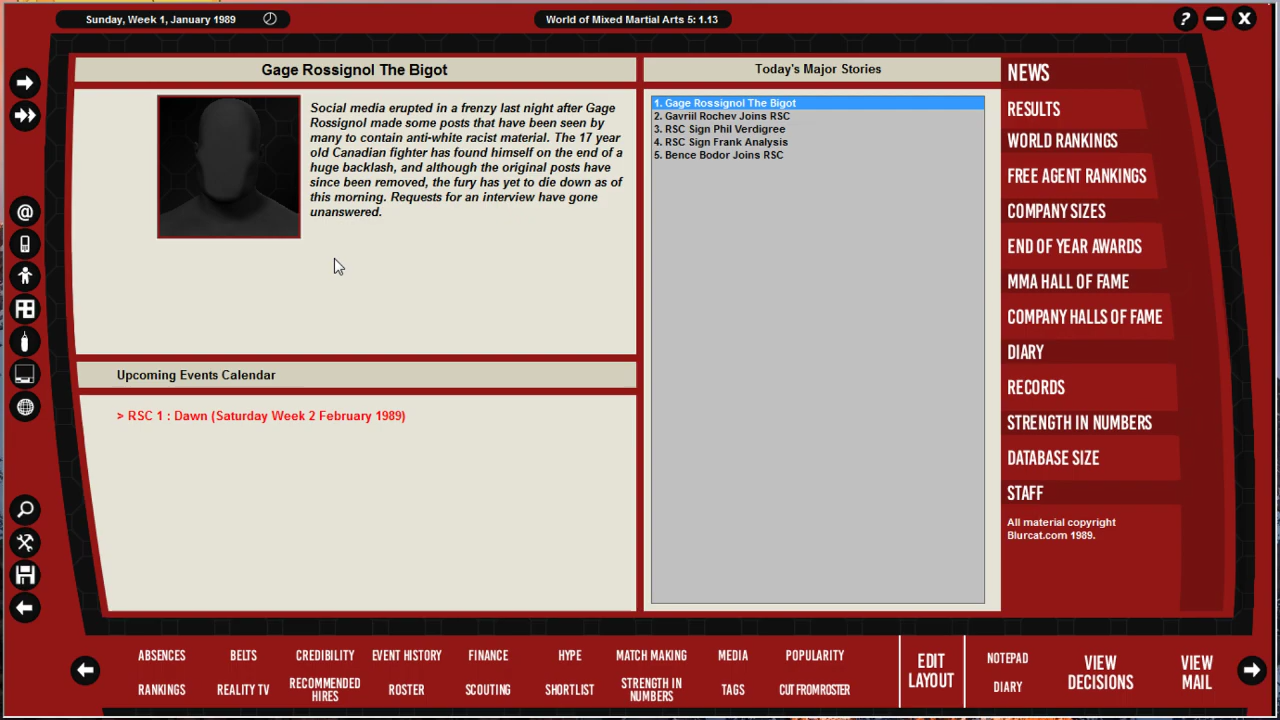 Sunday, Week 1, January 1989
World of Mixed Martial Arts 5: 1.13
?
X
Gage Rossignol The Bigot
Social media erupted in a frenzy last night after Gage
Rossignol made some posts that have been seen by
many to contain anti-white racist material. The 17 year
old Canadian fighter has found himself on the end of a
huge backlash, and although the original posts have
since been removed, the fury has yet to die down as of
this morning. Requests for an interview have gone
unanswered.
Upcoming Events Calendar
> RSC 1 : Dawn (Saturday Week 2 February 1989)
Today's Major Stories
1. Gage Rossignol The Bigot
2. Gavriil Rochev Joins RSC
3. RSC Sign Phil Verdigree
4. RSC Sign Frank Analysis
5. Bence Bodor Joins RSC
NEWS
RESULTS
WORLD RANKINGS
FREE AGENT RANKINGS
COMPANY SIZES
END OF YEAR AWARDS
MMA HALL OF FAME
COMPANY HALLS OF FAME
DIARY
RECORDS
STRENGTH IN NUMBERS
DATABASE SIZE
STAFF
All material copyright
Blurcat.com 1989.
@
ABSENCES
BELTS
CREDIBILITY
EVENT HISTORY
FINANCE
HYPE
MATCH MAKING
MEDIA
POPULARITY
RANKINGS
REALITY TV
RECOMMENDED
HIRES
ROSTER
SCOUTING
SHORTLIST
STRENGTH IN
NUMBERS
TAGS
CUT FROM ROSTER
EDIT
LAYOUT
NOTEPAD
DIARY
VIEW
DECISIONS
VIEW
MAIL